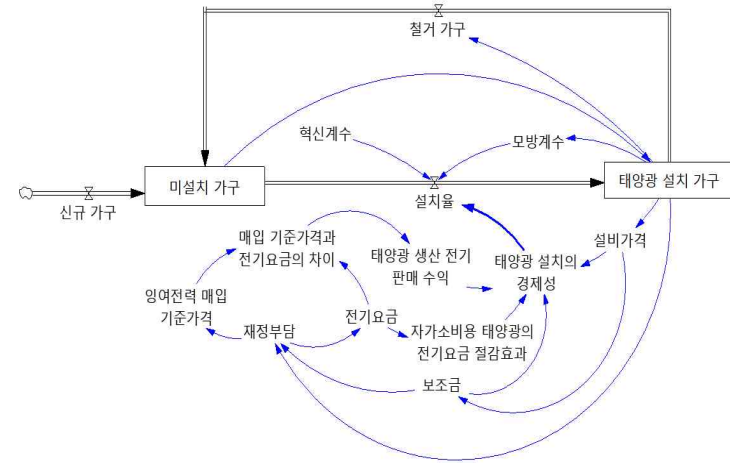 철거 가구
혁신계수
모방계수
미설치 가구
태양광 설치 가구
신규 가구
설치율
매입 기준가격과
전기요금의 차이
태양광 생산 전기
판매 수익
태양광 설치의
경제성
설비가격
잉여전력 매입
기준가격
재정부담
전기요금
자가소비용 태양광의
전기요금 절감효과
보조금